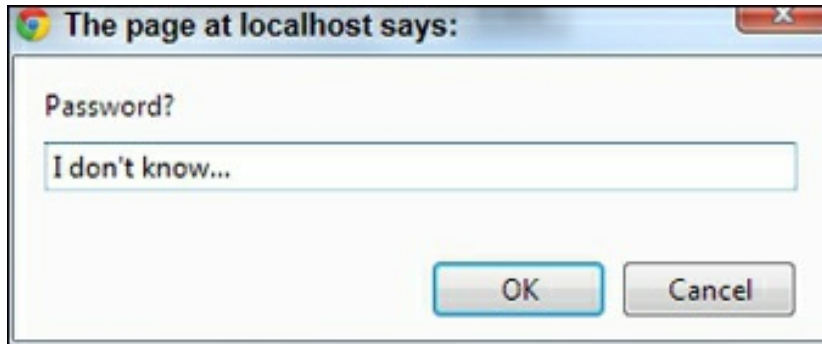 The page at localhost says:
Password?
I don't know...
OK
Cancel